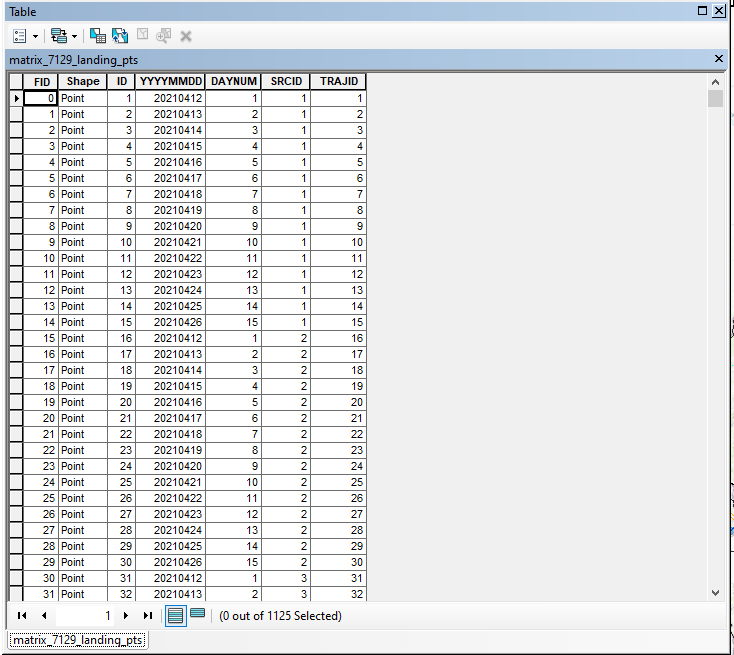 Table
matrix_7129_landing_pts
FID Shape ID YYYYMMDD DAYNUM SRCID TRAJID
0 Point 1 20210412 1 1 1
1 Point 2 20210413 2 1 2
2 Point 3 20210414 3 1 3
3 Point 4 20210415 4 1 4
4 Point 5 20210416 5 1 5
5 Point 6 20210417 6 1 6
6 Point 7 20210418 7 1 7
7 Point 8 20210419 8 1 8
8 Point 9 20210420 9 1 9
9 Point 10 20210421 10 1 10
10 Point 11 20210422 11 1 11
11 Point 12 20210423 12 1 12
12 Point 13 20210424 13 1 13
13 Point 14 20210425 14 1 14
14 Point 15 20210426 15 1 15
15 Point 16 20210412 1 2 16
16 Point 17 20210413 2 2 17
17 Point 18 20210414 3 2 18
18 Point 19 20210415 4 2 19
19 Point 20 20210416 5 2 20
20 Point 21 20210417 6 2 21
21 Point 22 20210418 7 2 22
22 Point 23 20210419 8 2 23
23 Point 24 20210420 9 2 24
24 Point 25 20210421 10 2 25
25 Point 26 20210422 11 2 26
26 Point 27 20210423 12 2 27
27 Point 28 20210424 13 2 28
28 Point 29 20210425 14 2 29
29 Point 30 20210426 15 2 30
30 Point 31 20210412 1 3 31
31 Point 32 20210413 2 3 32
1 (0 out of 1125 Selected)
matrix_7129_landing_pts